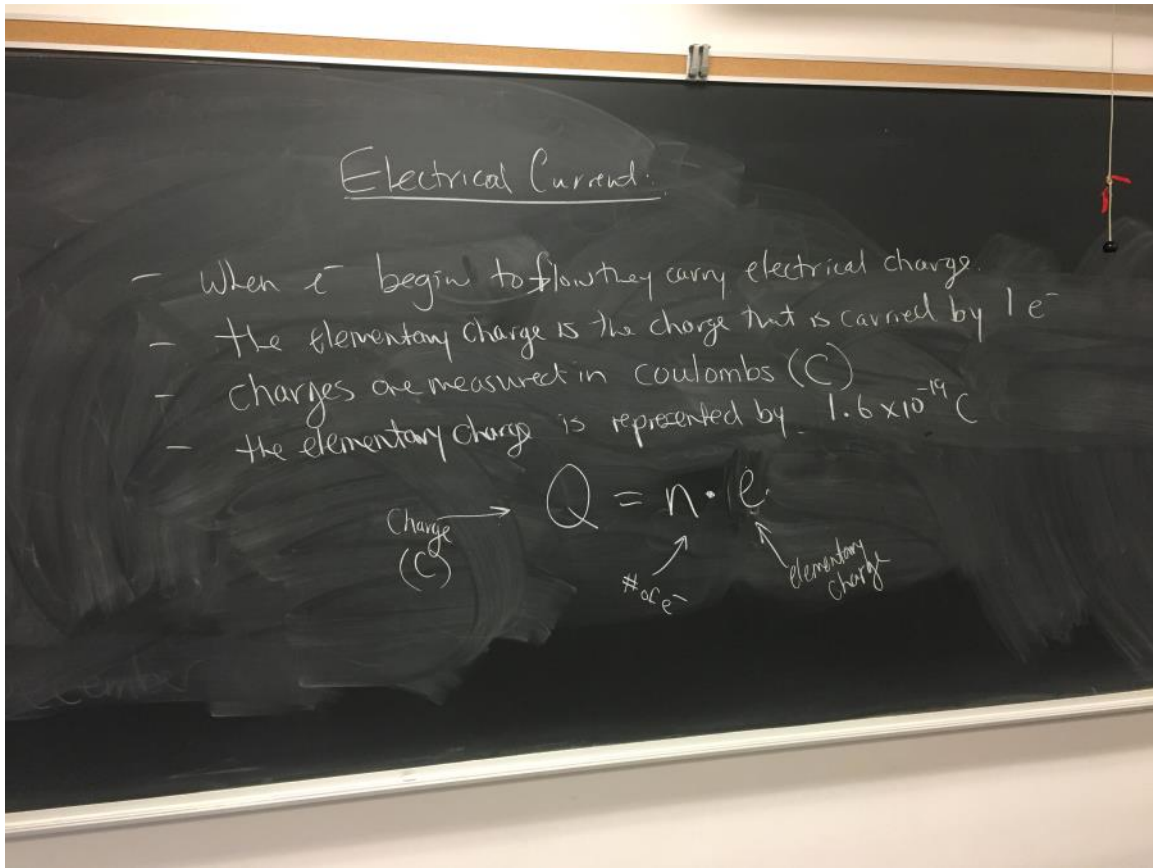 Electrical Current.
- When e⁻ begin to flow they carry electrical charge.
- the elementary charge is the charge that is carried by 1 e⁻
- charges are measured in coulombs (C)
- the elementary charge is represented by 1.6 x 10⁻¹⁹ C
Q = n · e
Charge
(C)
# of e⁻
elementary
charge